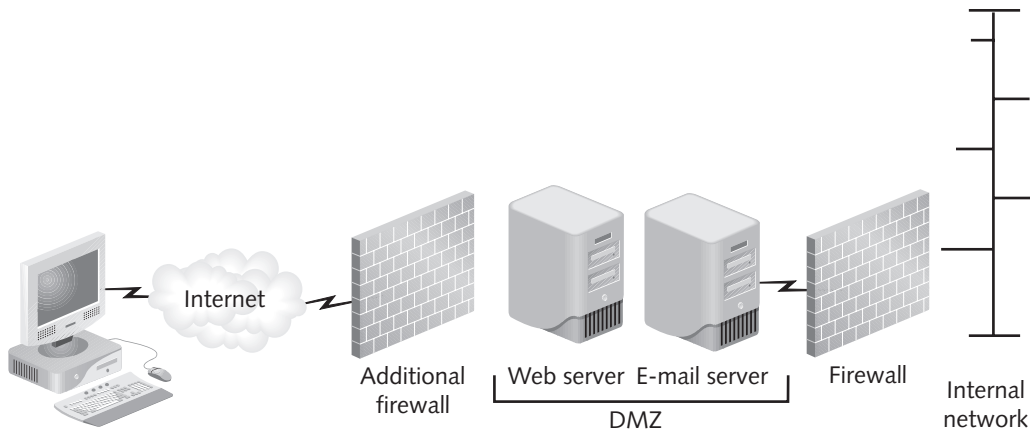 Internet
Additional
firewall
Web server
E-mail server
DMZ
Firewall
Internal
network